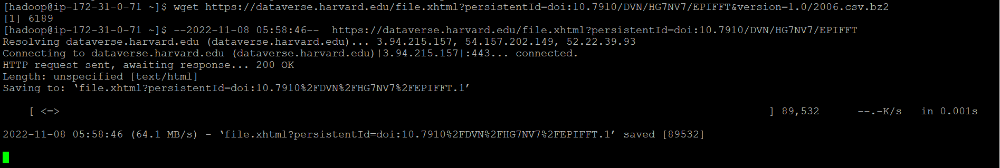 [hadoop@ip-172-31-0-71 ~]$ wget https://dataverse.harvard.edu/file.xhtml?persistentId=doi:10.7910/DVN/HG7NV7/EPIFFT&version=1.0/2006.csv.bz2
[1] 6189
[hadoop@ip-172-31-0-71 ~]$ --2022-11-08 05:58:46--  https://dataverse.harvard.edu/file.xhtml?persistentId=doi:10.7910/DVN/HG7NV7/EPIFFT
Resolving dataverse.harvard.edu (dataverse.harvard.edu)... 3.94.215.157, 54.157.202.149, 52.22.39.93
Connecting to dataverse.harvard.edu (dataverse.harvard.edu)|3.94.215.157|:443... connected.
HTTP request sent, awaiting response... 200 OK
Length: unspecified [text/html]
Saving to: ‘file.xhtml?persistentId=doi:10.7910%2FDVN%2FHG7NV7%2FEPIFFT.1’
[ <=> ] 89,532 --.-K/s in 0.001s
2022-11-08 05:58:46 (64.1 MB/s) - ‘file.xhtml?persistentId=doi:10.7910%2FDVN%2FHG7NV7%2FEPIFFT.1’ saved [89532]